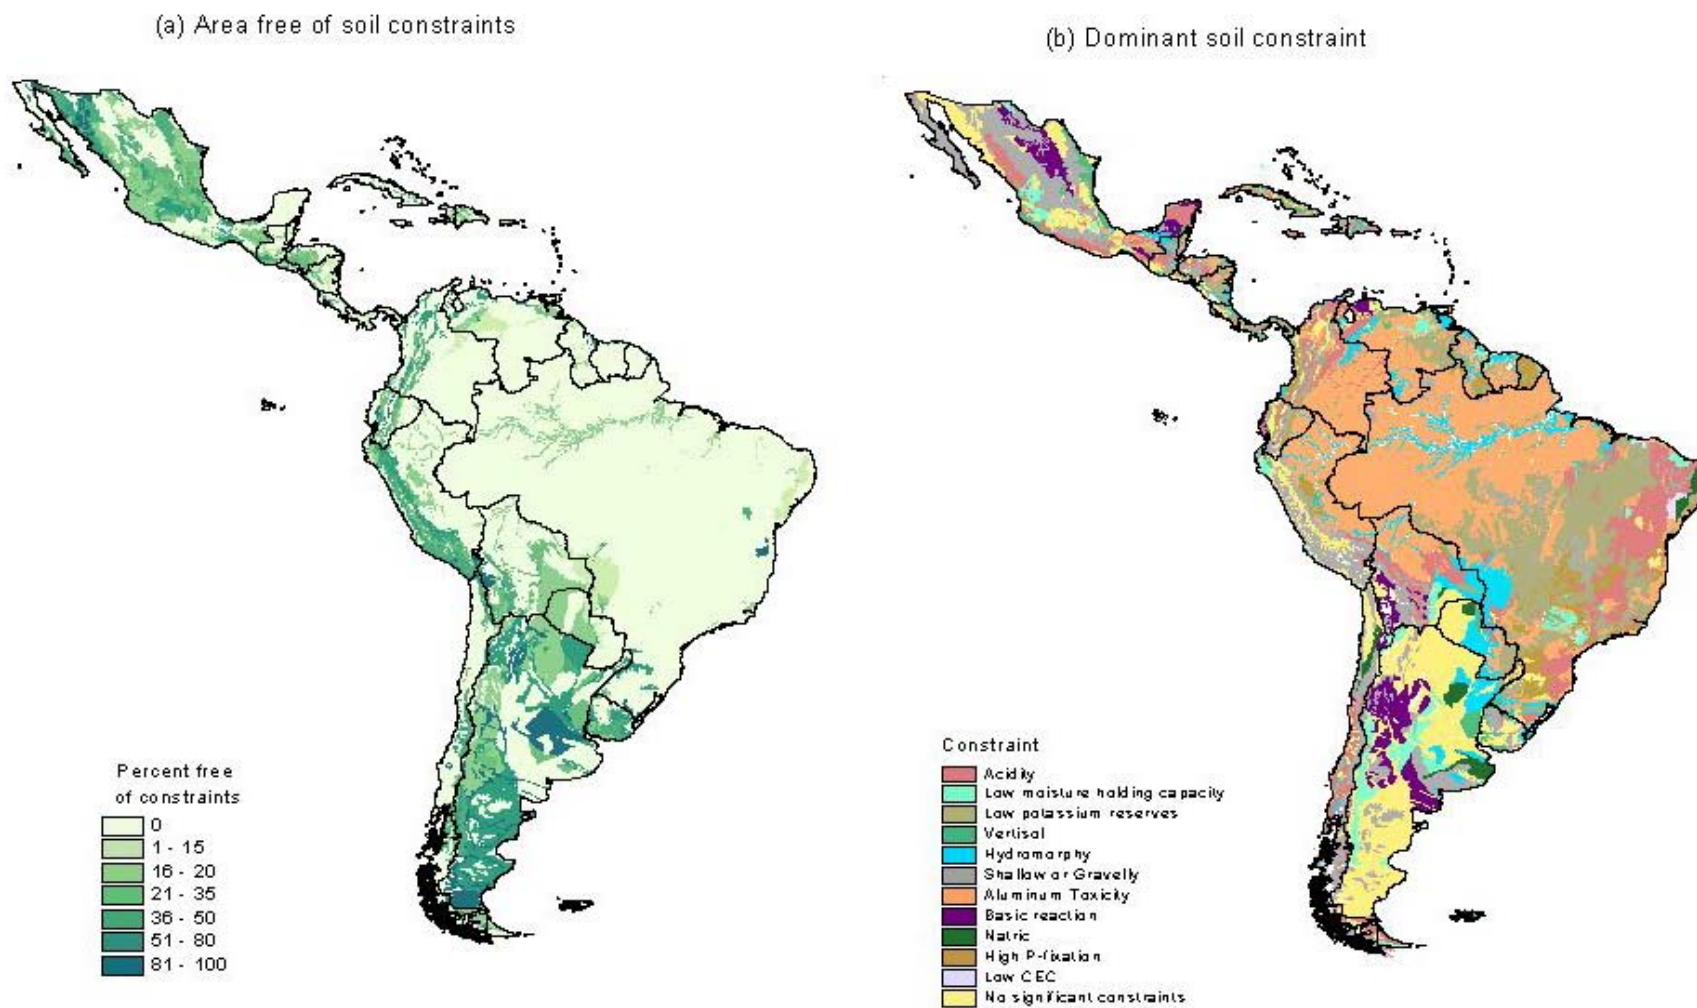 (a) Area free of soil constraints
(b) Dominant soil constraint
Percent free
of constraints
0
1 - 15
16 - 20
21 - 35
36 - 50
51 - 80
81 - 100
Constraint
Acidity
Low moisture holding capacity
Low potassium reserves
Vertisol
Hydromorphy
Shallow or Gravelly
Aluminum Toxicity
Basic reaction
Natric
High P-fixation
Low CEC
No significant constraints